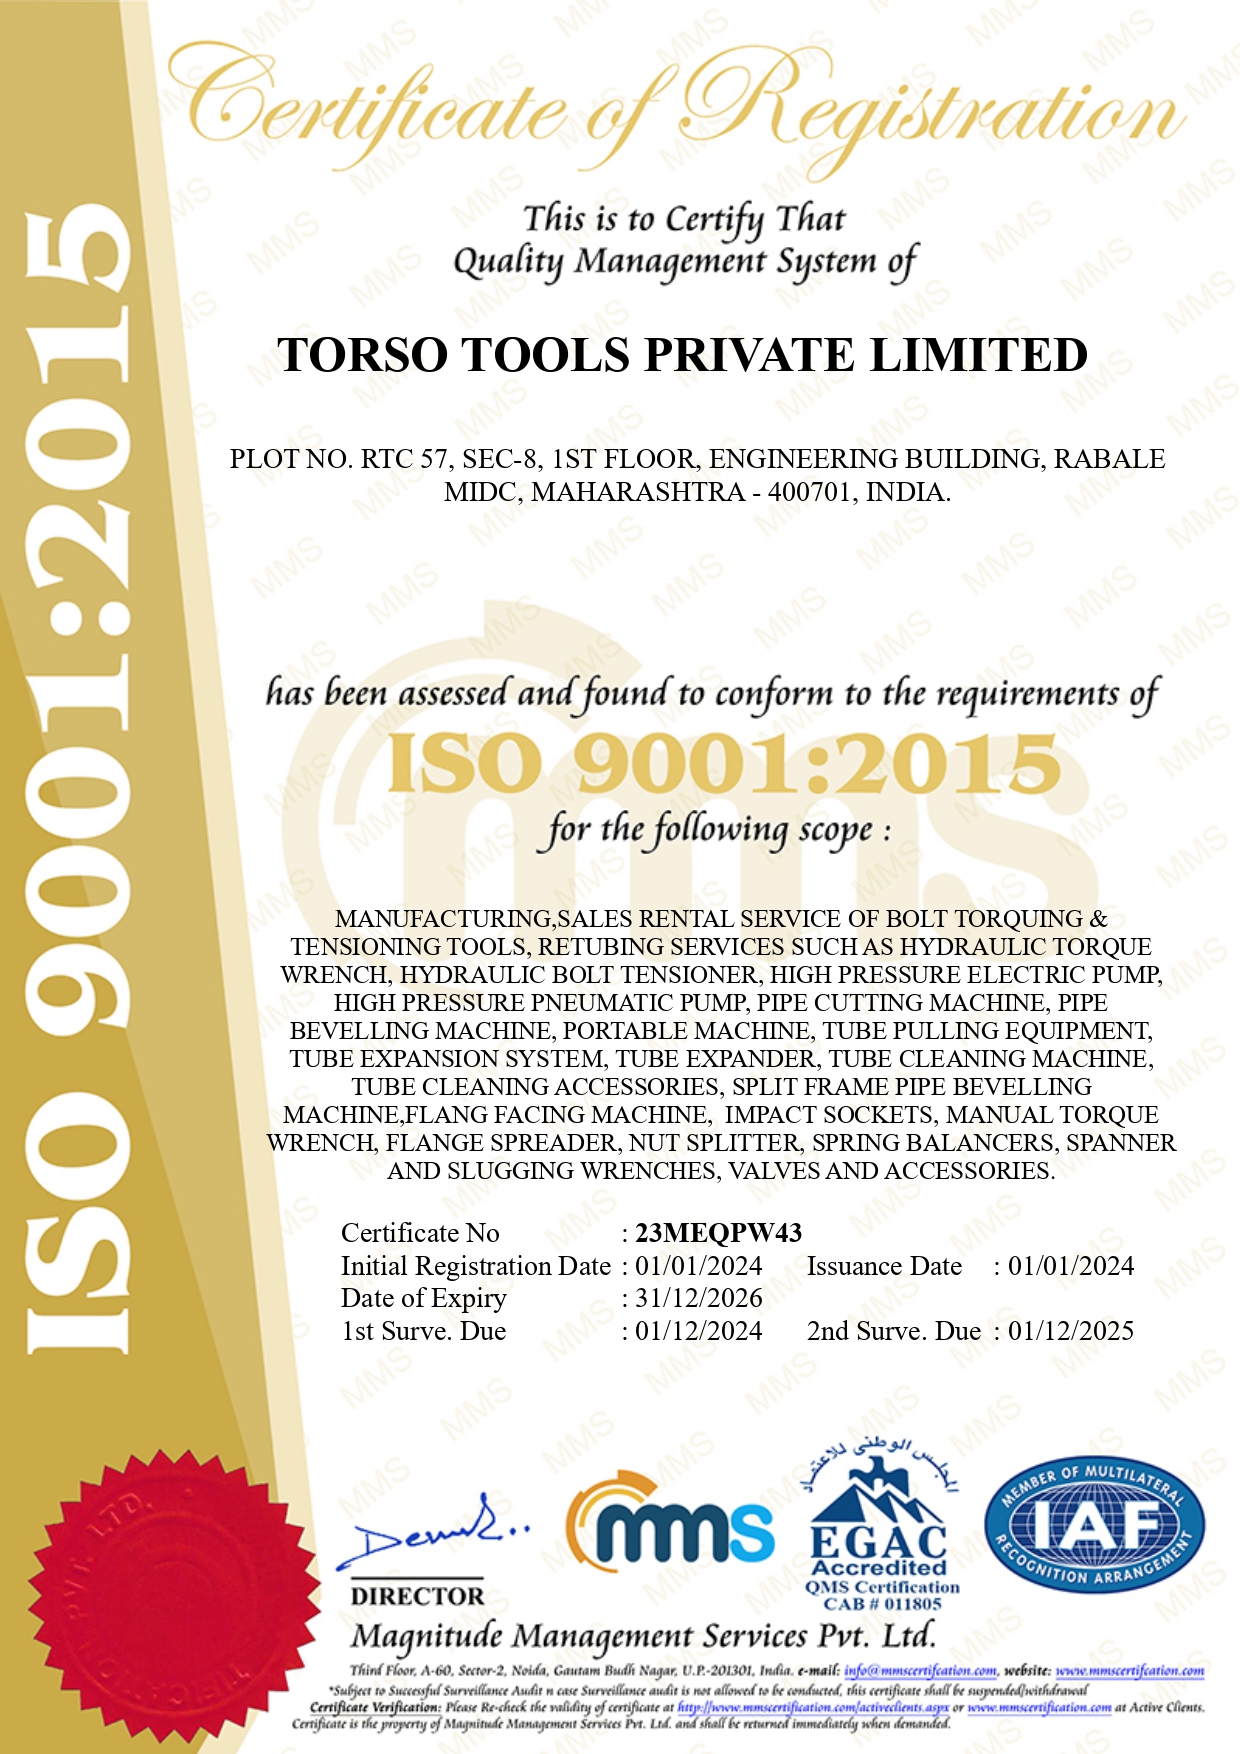 Certificate of Registration
This is to Certify That
Quality Management System of
TORSO TOOLS PRIVATE LIMITED
PLOT NO. RTC 57, SEC-8, 1ST FLOOR, ENGINEERING BUILDING, RABALE
MIDC, MAHARASHTRA - 400701, INDIA.
has been assessed and found to conform to the requirements of
ISO 9001:2015
for the following scope :
MANUFACTURING,SALES RENTAL SERVICE OF BOLT TORQUING &
TENSIONING TOOLS, RETUBING SERVICES SUCH AS HYDRAULIC TORQUE
WRENCH, HYDRAULIC BOLT TENSIONER, HIGH PRESSURE ELECTRIC PUMP,
HIGH PRESSURE PNEUMATIC PUMP, PIPE CUTTING MACHINE, PIPE
BEVELLING MACHINE, PORTABLE MACHINE, TUBE PULLING EQUIPMENT,
TUBE EXPANSION SYSTEM, TUBE EXPANDER, TUBE CLEANING MACHINE,
TUBE CLEANING ACCESSORIES, SPLIT FRAME PIPE BEVELLING
MACHINE,FLANG FACING MACHINE, IMPACT SOCKETS, MANUAL TORQUE
WRENCH, FLANGE SPREADER, NUT SPLITTER, SPRING BALANCERS, SPANNER
AND SLUGGING WRENCHES, VALVES AND ACCESSORIES.
Certificate No : 23MEQPW43
Initial Registration Date : 01/01/2024 Issuance Date : 01/01/2024
Date of Expiry : 31/12/2026
1st Surve. Due : 01/12/2024 2nd Surve. Due : 01/12/2025
ISO 9001:2015
DIRECTOR
mms
المجلس الوطنى للاعتماد
EGAC
Accredited
QMS Certification
CAB # 011805
MEMBER OF MULTILATERAL
IAF
RECOGNITION ARRANGEMENT
Magnitude Management Services Pvt. Ltd.
Third Floor, A-60, Sector-2, Noida, Gautam Budh Nagar, U.P.-201301, India. e-mail: info@mmscertifcation.com, website: www.mmscertifcation.com
*Subject to Successful Surveillance Audit n case Surveillance audit is not allowed to be conducted, this certificate shall be suspended/withdrawal
Certificate Verification: Please Re-check the validity of certificate at http://www.mmscertification.com/activeclients.aspx or www.mmscertification.com at Active Clients.
Certificate is the property of Magnitude Management Services Pvt. Ltd. and shall be returned immediately when demanded.